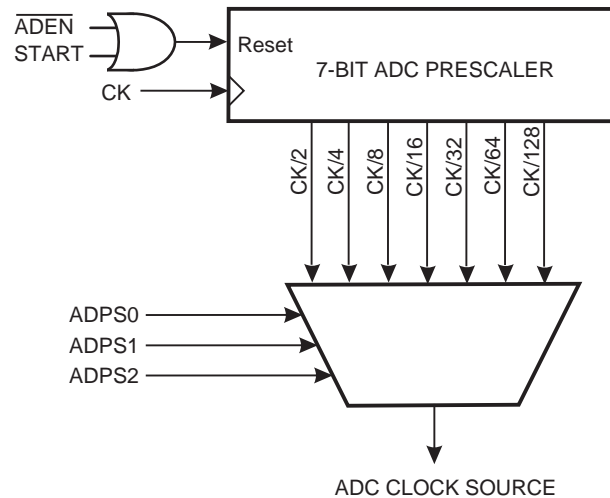 ADEN
START
Reset
7-BIT ADC PRESCALER
CK
CK/2
CK/4
CK/8
CK/16
CK/32
CK/64
CK/128
ADPS0
ADPS1
ADPS2
ADC CLOCK SOURCE